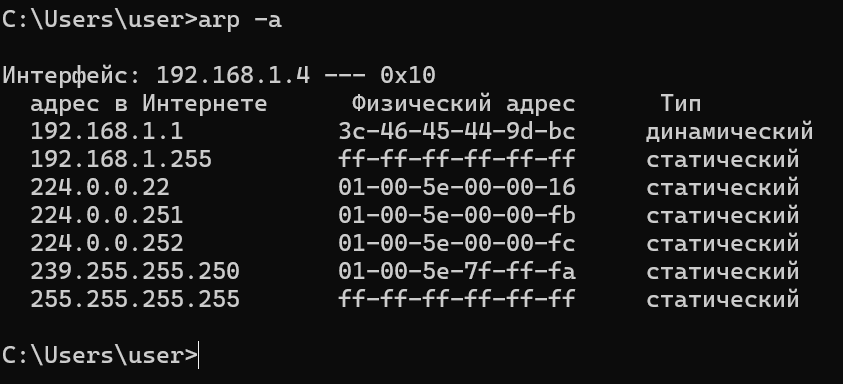 C:\Users\user>arp -a
Интерфейс: 192.168.1.4 --- 0x10
адрес в Интернете Физический адрес Тип
192.168.1.1 3c-46-45-44-9d-bc динамический
192.168.1.255 ff-ff-ff-ff-ff-ff статический
224.0.0.22 01-00-5e-00-00-16 статический
224.0.0.251 01-00-5e-00-00-fb статический
224.0.0.252 01-00-5e-00-00-fc статический
239.255.255.250 01-00-5e-7f-ff-fa статический
255.255.255.255 ff-ff-ff-ff-ff-ff статический
C:\Users\user>